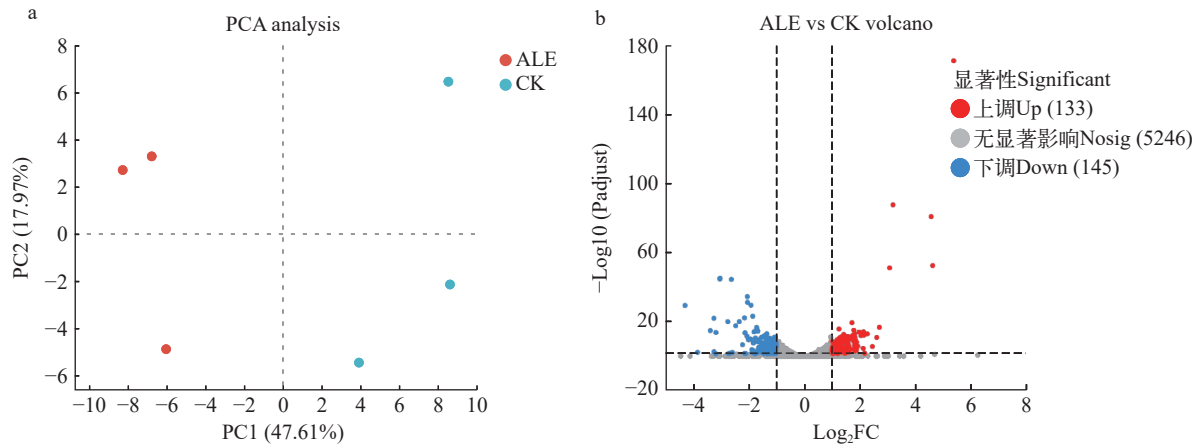 a
PCA analysis
ALE
CK
8
6
4
2
0
−2
−4
−6
PC2 (17.97%)
−10
−8
−6
−4
−2
0
2
4
6
8
10
PC1 (47.61%)
b
ALE vs CK volcano
显著性Significant
上调Up (133)
无显著影响Nosig (5246)
下调Down (145)
180
140
100
60
20
−20
−Log10 (Padjust)
−4
−2
0
2
4
6
8
Log₂FC